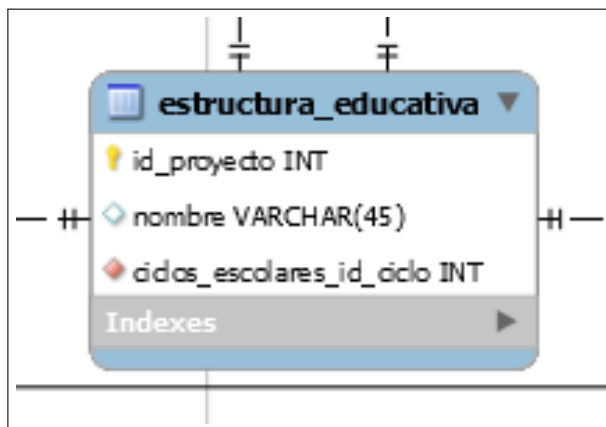 estructura_educativa
id_proyecto INT
nombre VARCHAR(45)
ciclos_escolares_id_ciclo INT
Indexes